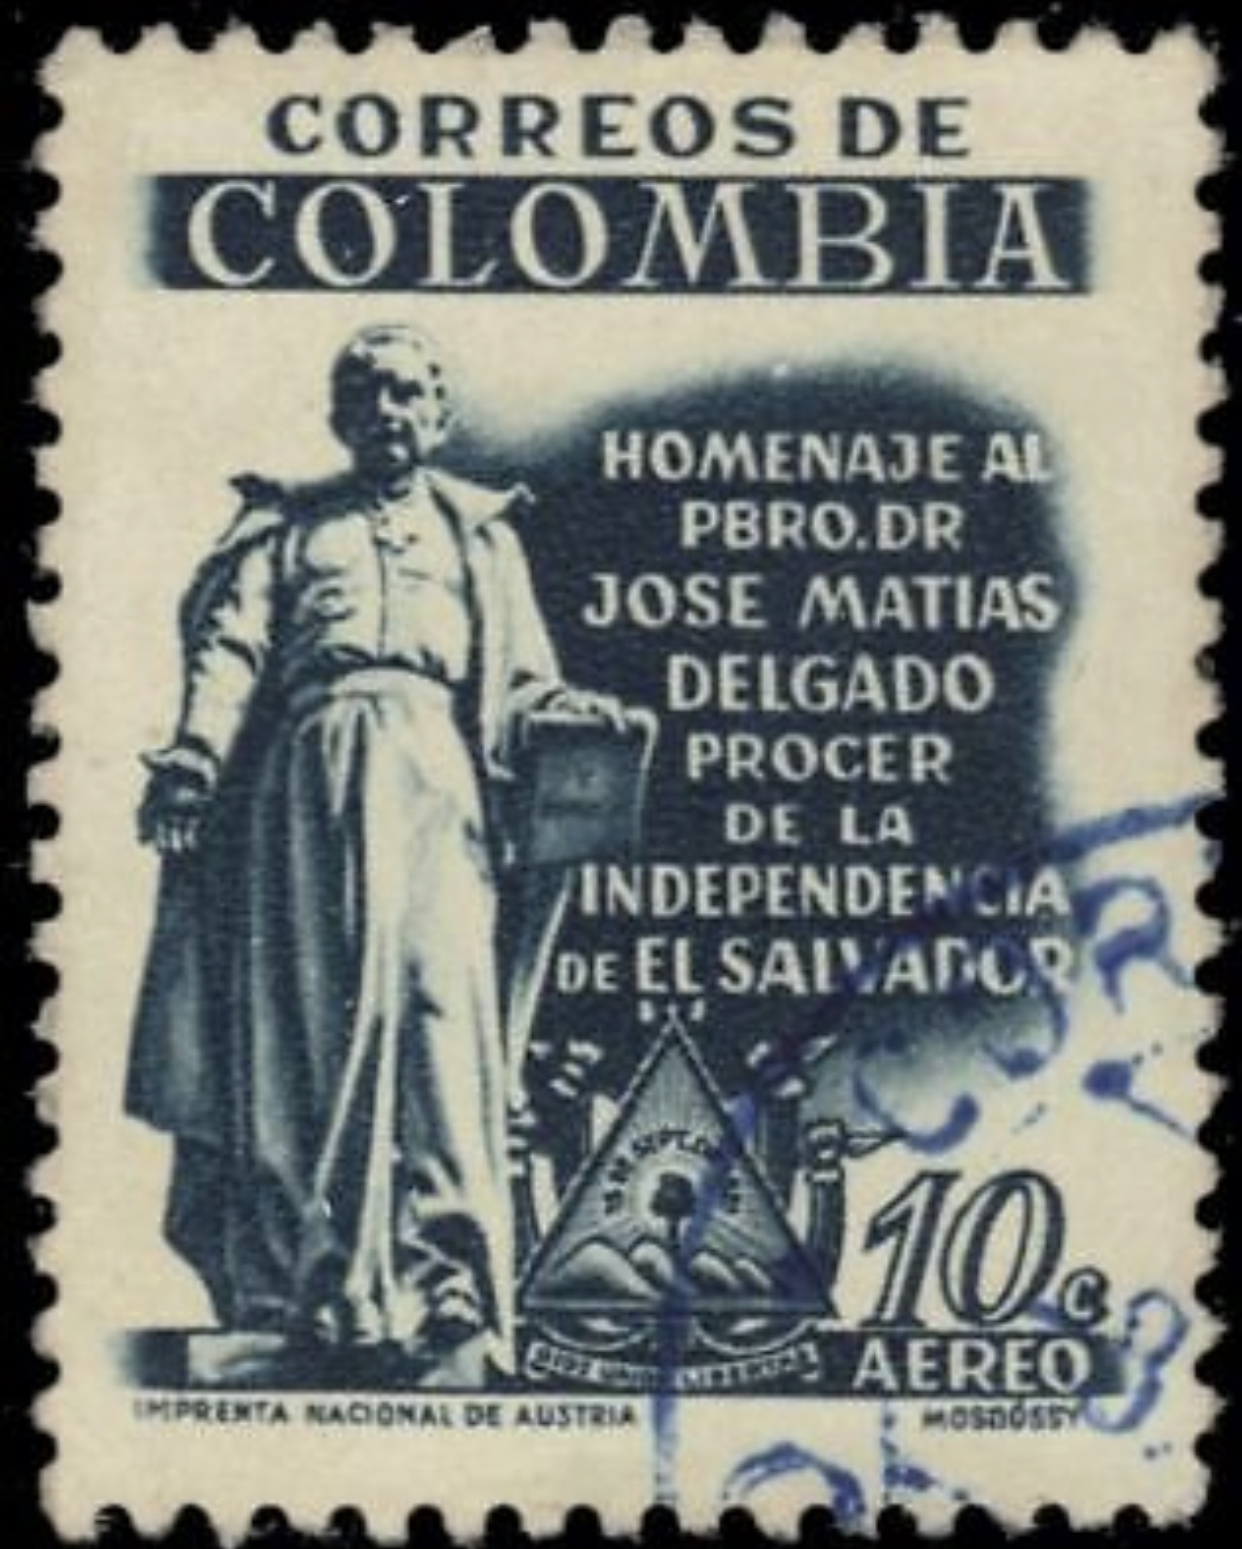 CORREOS DE
COLOMBIA
HOMENAJE AL
PBRO.DR
JOSE MATIAS
DELGADO
PROCER
DE LA
INDEPENDENCIA
DE EL SALVADOR
10c
AEREO
IMPRENTA NACIONAL DE AUSTRIA